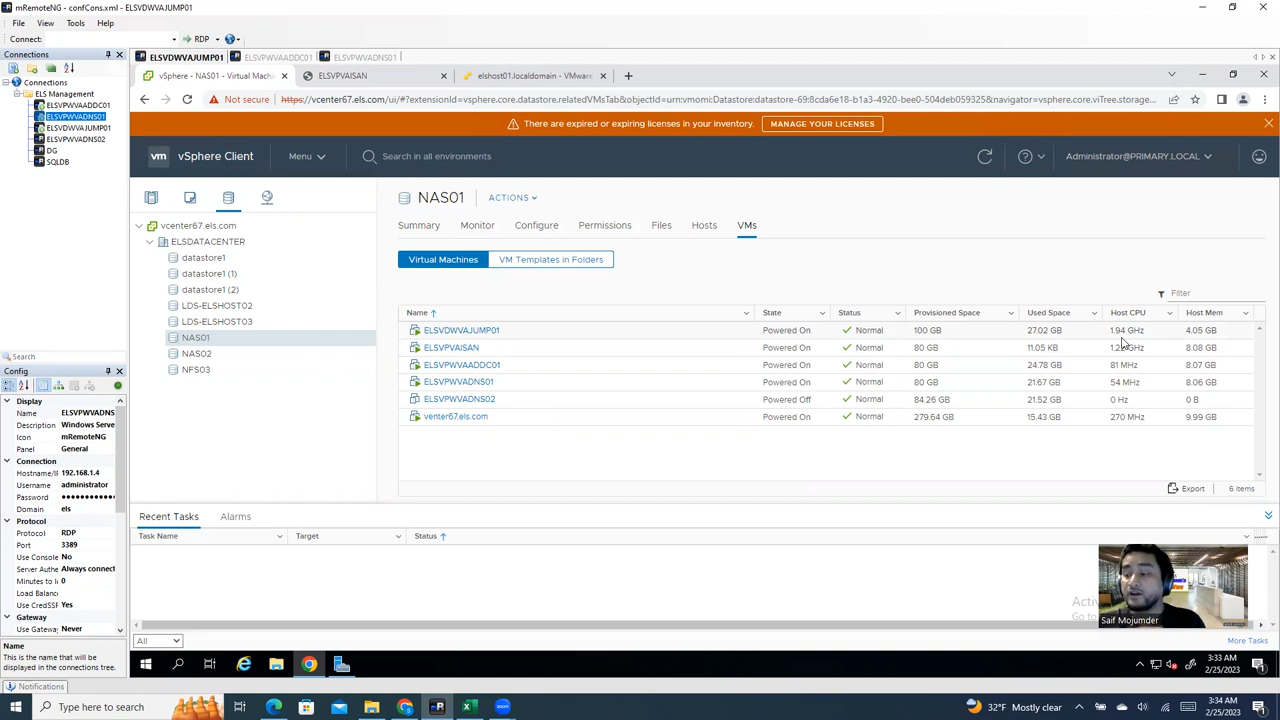 mRemoteNG - confCons.xml - ELSVDWVAJUMP01
File View Tools Help
Connect: RDP
Connections
ELSVDWVAJUMP01 ELSVPWVAADDC01 ELSVPWVADNS01
vSphere - NAS01 - Virtual Machi ELSVPVAISAN elshost01.localdomain - VMware
Connections
ELS Management
ELSVPWVAADDC01
ELSVPWVADNS01
ELSVDWVAJUMP01
ELSVPWVADNS02
DG
SQLDB
Not secure https://vcenter67.els.com/ui/#?extensionId=vsphere.core.datastore.relatedVMsTab&objectId=urn:vmomi:Datastore:datastore-69:8cda6e18-b1a3-4920-bee0-504deb059325&navigator=vsphere.core.viTree.storage...
There are expired or expiring licenses in your inventory. MANAGE YOUR LICENSES
vm vSphere Client Menu Search in all environments Administrator@PRIMARY.LOCAL
NAS01 ACTIONS
Summary Monitor Configure Permissions Files Hosts VMs
Virtual Machines VM Templates in Folders
vcenter67.els.com
ELSDATACENTER
datastore1
datastore1 (1)
datastore1 (2)
LDS-ELSHOST02
LDS-ELSHOST03
NAS01
NAS02
NFS03
Filter
Name State Status Provisioned Space Used Space Host CPU Host Mem
ELSVDWVAJUMP01 Powered On Normal 100 GB 27.02 GB 1.94 GHz 4.05 GB
ELSVPVAISAN Powered On Normal 80 GB 11.05 KB GHz 8.08 GB
ELSVPWVAADDC01 Powered On Normal 80 GB 24.78 GB 81 MHz 8.07 GB
ELSVPWVADNS01 Powered On Normal 80 GB 21.67 GB 54 MHz 8.06 GB
ELSVPWVADNS02 Powered Off Normal 84.26 GB 21.52 GB 0 Hz 0 B
venter67.els.com Powered On Normal 279.64 GB 15.43 GB 270 MHz 9.99 GB
Export 6 items
Search
Config
Display
Name ELSVPWVADNS
Description Windows Serve
Icon mRemoteNG
Panel General
Connection
Hostname/IP 192.168.1.4
Username administrator
Password ●●●●●●●●●●●●
Domain els
Protocol
Protocol RDP
Port 3389
Use Console No
Server Authe Always connect
Minutes to Id 0
Load Balance
Use CredSSP Yes
Gateway
Use Gateway Never
Name
This is the name that will be
displayed in the connections tree.
Notifications
Recent Tasks Alarms
Task Name Target Status
Activ
Go to
Saif Mojumder
All
More Tasks
3:33 AM
2/25/2023
Type here to search
32°F Mostly clear
3:34 AM
2/25/2023